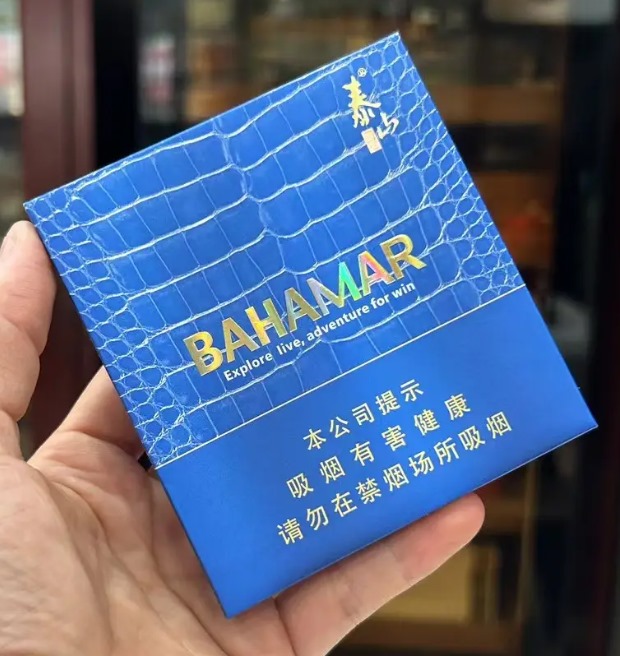 泰山®
BAHAMAR
Explore live, adventure for win
本公司提示
吸烟有害健康
请勿在禁烟场所吸烟